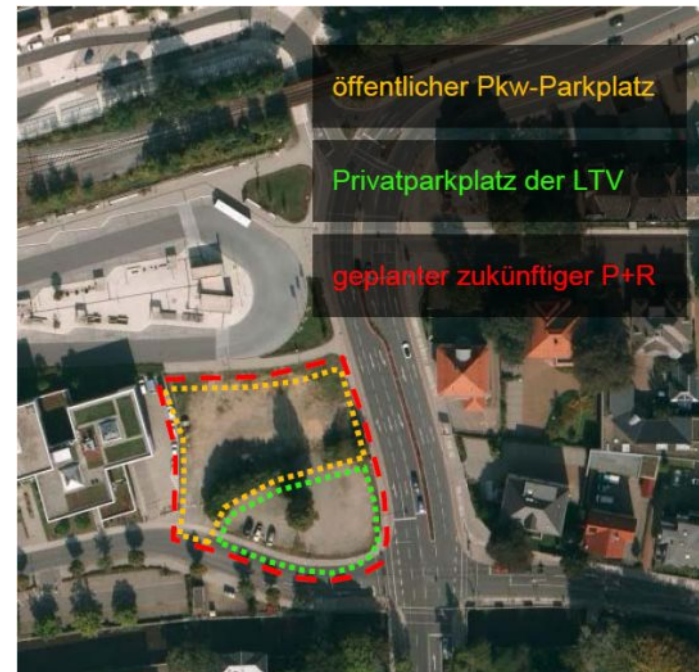 öffentlicher Pkw-Parkplatz
Privatparkplatz der LTV
geplanter zukünftiger P+R